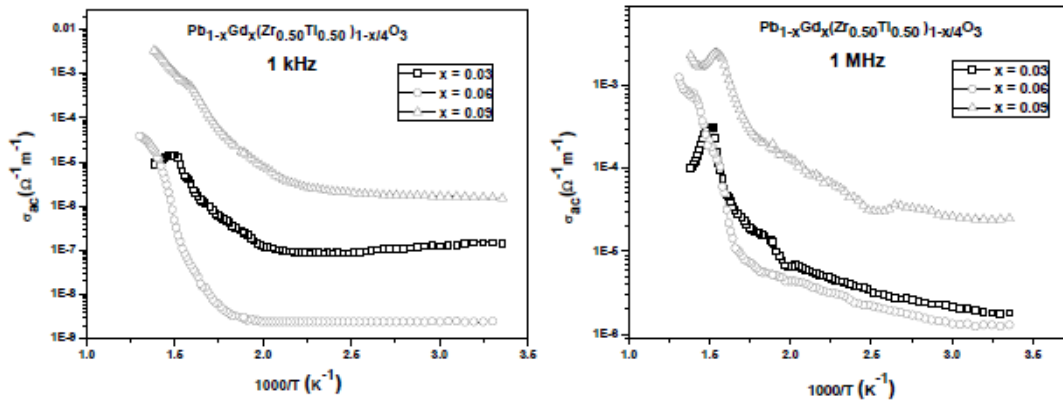 Pb1-xGdx(Zr0.50Ti0.50)1-x/4O3
1 kHz
x = 0.03
x = 0.06
x = 0.09
0.01
1E-3
1E-4
1E-5
1E-6
1E-7
1E-8
1E-9
σac(Ω-1 m-1)
1.0 1.5 2.0 2.5 3.0 3.5
1000/T (K-1)
Pb1-xGdx(Zr0.50Ti0.50)1-x/4O3
1 MHz
x = 0.03
x = 0.06
x = 0.09
1E-3
1E-4
1E-5
1E-6
σac(Ω-1 m-1)
1.0 1.5 2.0 2.5 3.0 3.5
1000/T (K-1)